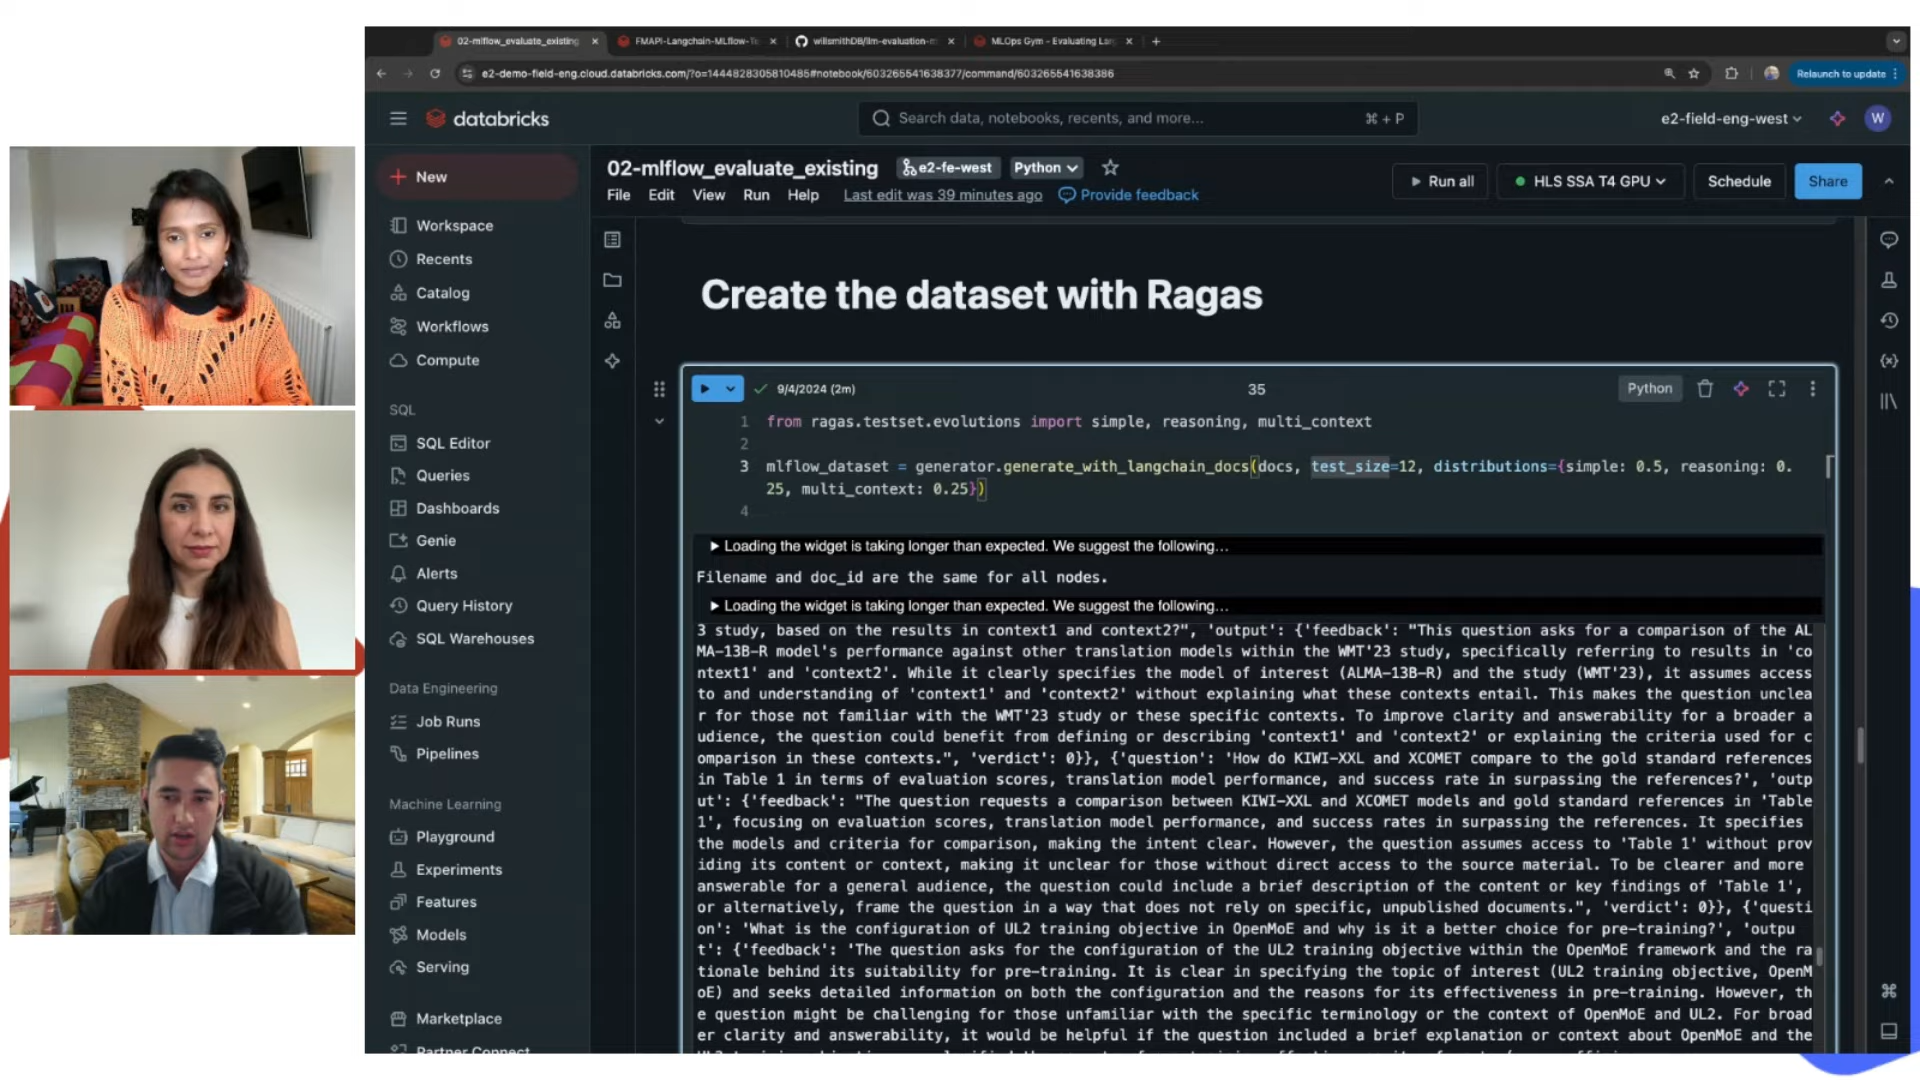 02-mlflow_evaluate_existing
FMAPI-Langchain-MLflow-Te
willsmithDB/llm-evaluation-m
MLOps Gym - Evaluating Lar
e2-demo-field-eng.cloud.databricks.com/?o=1444828305810485#notebook/603265541638377/command/603265541638386
Relaunch to update
databricks
Search data, notebooks, recents, and more...
⌘ + P
e2-field-eng-west
W
New
Workspace
Recents
Catalog
Workflows
Compute
SQL
SQL Editor
Queries
Dashboards
Genie
Alerts
Query History
SQL Warehouses
Data Engineering
Job Runs
Pipelines
Machine Learning
Playground
Experiments
Features
Models
Serving
Marketplace
Partner Connect
02-mlflow_evaluate_existing
e2-fe-west
Python
File Edit View Run Help Last edit was 39 minutes ago Provide feedback
Run all
HLS SSA T4 GPU
Schedule
Share
Create the dataset with Ragas
9/4/2024 (2m)
35
Python
1 from ragas.testset.evolutions import simple, reasoning, multi_context
2
3 mlflow_dataset = generator.generate_with_langchain_docs(docs, test_size=12, distributions={simple: 0.5, reasoning: 0.
25, multi_context: 0.25})
4
Loading the widget is taking longer than expected. We suggest the following…
Filename and doc_id are the same for all nodes.
Loading the widget is taking longer than expected. We suggest the following…
3 study, based on the results in context1 and context2?", 'output': {'feedback': "This question asks for a comparison of the AL
MA-13B-R model's performance against other translation models within the WMT'23 study, specifically referring to results in 'co
ntext1' and 'context2'. While it clearly specifies the model of interest (ALMA-13B-R) and the study (WMT'23), it assumes access
to and understanding of 'context1' and 'context2' without explaining what these contexts entail. This makes the question unclea
r for those not familiar with the WMT'23 study or these specific contexts. To improve clarity and answerability for a broader a
udience, the question could benefit from defining or describing 'context1' and 'context2' or explaining the criteria used for c
omparison in these contexts.", 'verdict': 0}}, {'question': 'How do KIWI-XXL and XCOMET compare to the gold standard references
in Table 1 in terms of evaluation scores, translation model performance, and success rate in surpassing the references?', 'outp
ut': {'feedback': "The question requests a comparison between KIWI-XXL and XCOMET models and gold standard references in 'Table
1', focusing on evaluation scores, translation model performance, and success rates in surpassing the references. It specifies
the models and criteria for comparison, making the intent clear. However, the question assumes access to 'Table 1' without prov
iding its content or context, making it unclear for those without direct access to the source material. To be clearer and more
answerable for a general audience, the question could include a brief description of the content or key findings of 'Table 1',
or alternatively, frame the question in a way that does not rely on specific, unpublished documents.", 'verdict': 0}}, {'questi
on': 'What is the configuration of UL2 training objective in OpenMoE and why is it a better choice for pre-training?', 'outpu
t': {'feedback': 'The question asks for the configuration of the UL2 training objective within the OpenMoE framework and the ra
tionale behind its suitability for pre-training. It is clear in specifying the topic of interest (UL2 training objective, OpenM
oE) and seeks detailed information on both the configuration and the reasons for its effectiveness in pre-training. However, th
e question might be challenging for those unfamiliar with the specific terminology or the context of OpenMoE and UL2. For broad
er clarity and answerability, it would be helpful if the question included a brief explanation or context about OpenMoE and the